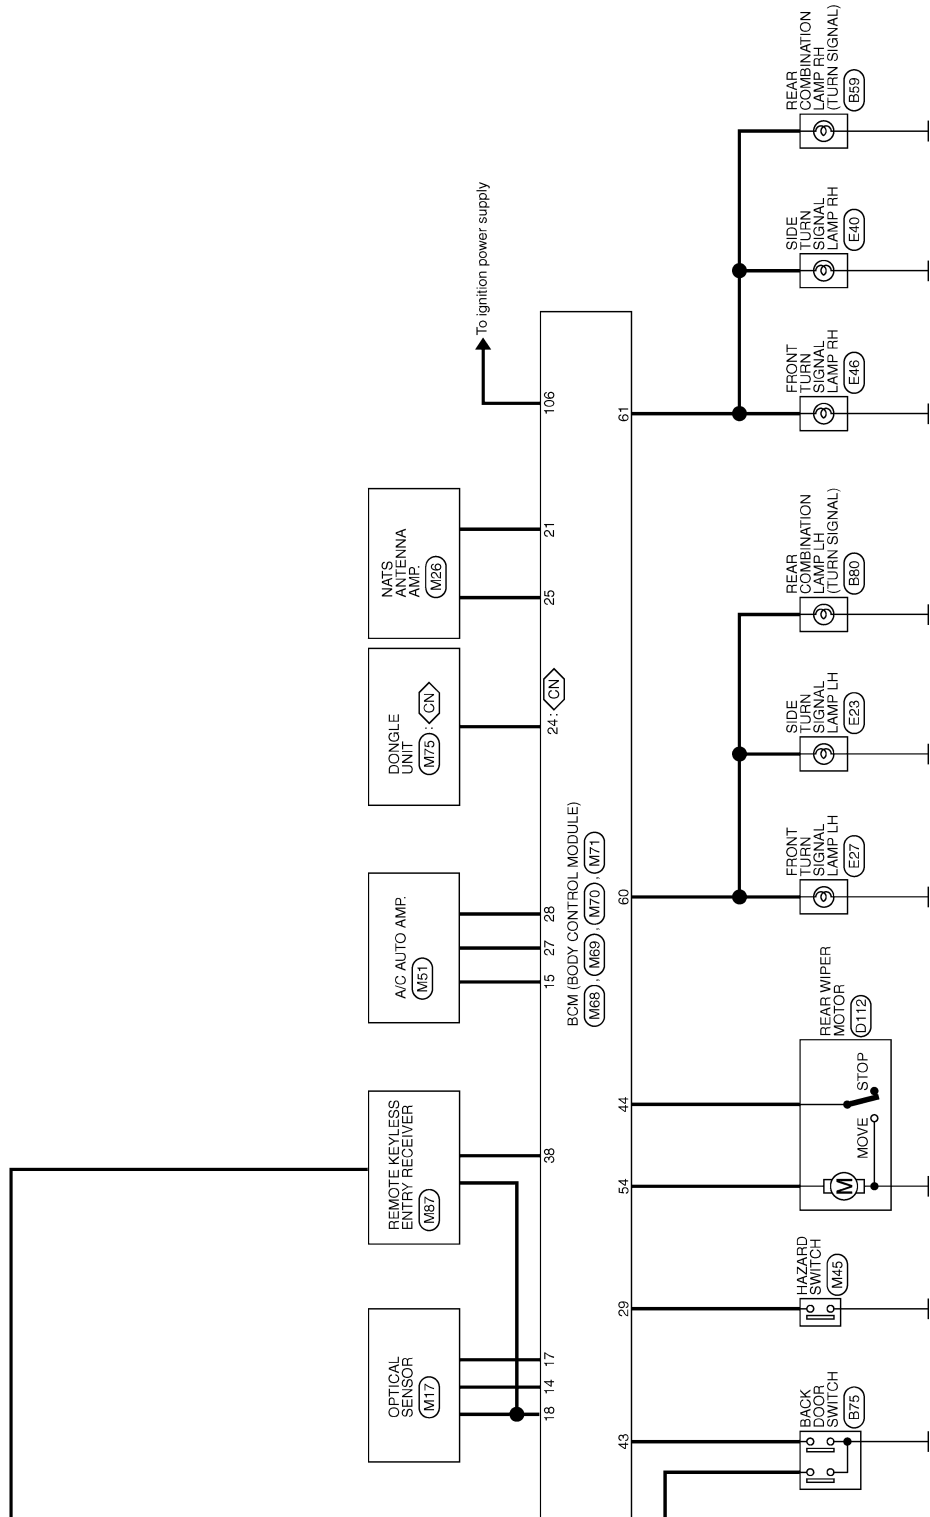 To ignition power supply
106
NATS
ANTENNA
AMP.
M26
21
25
DONGLE
UNIT
M75 : CN
24: CN
A/C AUTO AMP.
M51
28
27
15
BCM (BODY CONTROL MODULE)
M68 , M69 , M70 , M71
REMOTE KEYLESS
ENTRY RECEIVER
M87
38
OPTICAL
SENSOR
M17
17
14
18
61
REAR
COMBINATION
LAMP RH
(TURN SIGNAL)
B59
SIDE
TURN
SIGNAL
LAMP RH
E40
FRONT
TURN
SIGNAL
LAMP RH
E46
60
REAR
COMBINATION
LAMP LH
(TURN SIGNAL)
B80
SIDE
TURN
SIGNAL
LAMP LH
E23
FRONT
TURN
SIGNAL
LAMP LH
E27
44
54
REAR WIPER
MOTOR
D112
STOP
MOVE
M
29
HAZARD
SWITCH
M45
43
BACK
DOOR
SWITCH
B75